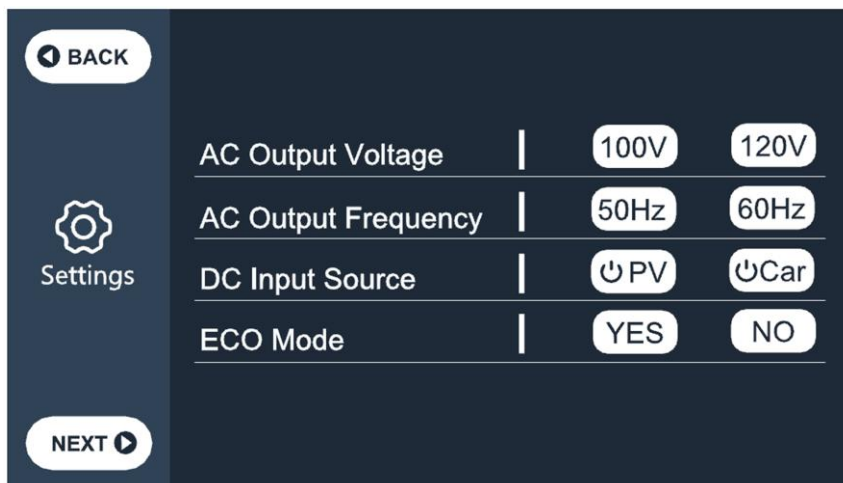 BACK
AC Output Voltage 100V 120V
AC Output Frequency 50Hz 60Hz
Settings
DC Input Source PV Car
ECO Mode YES NO
NEXT